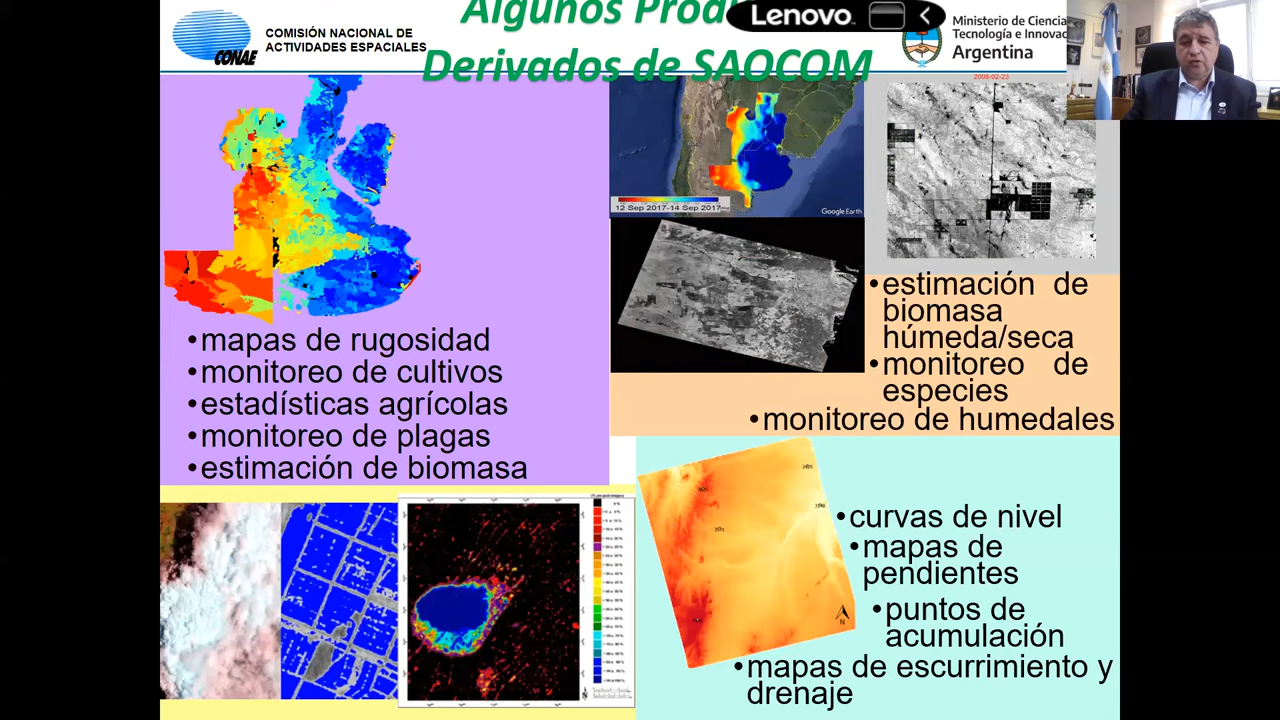 Algunos Prod
Lenovo
Derivados de SAOCOM
CONAE
COMISIÓN NACIONAL DE
ACTIVIDADES ESPACIALES
Ministerio de Ciencia
Tecnología e Innovac
Argentina
2008-02-23
12 Sep 2017-14 Sep 2017
Google Earth
•mapas de rugosidad
•monitoreo de cultivos
•estadísticas agrícolas
•monitoreo de plagas
•estimación de biomasa
•estimación de
biomasa
húmeda/seca
•monitoreo de
especies
•monitoreo de humedales
•curvas de nivel
•mapas de
pendientes
•puntos de
acumulación
•mapas de escurrimiento y
drenaje
N